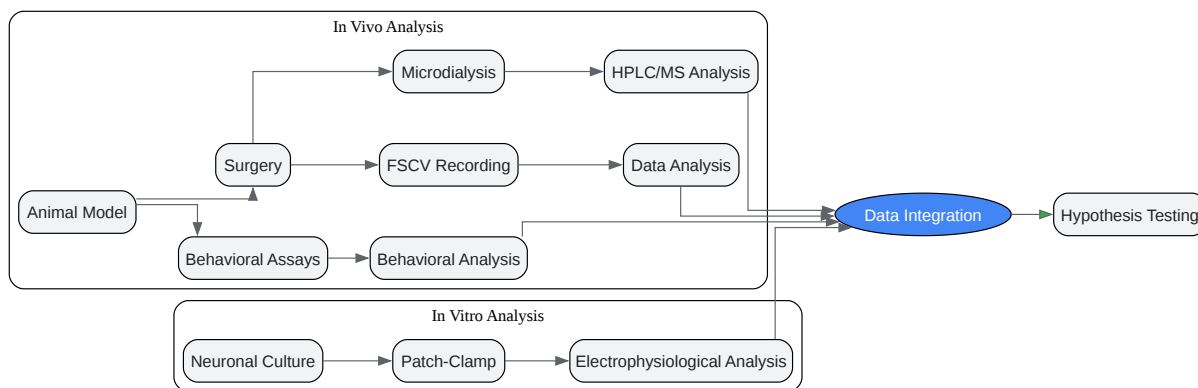 In Vivo Analysis
Microdialysis
HPLC/MS Analysis
Surgery
FSCV Recording
Data Analysis
Animal Model
Behavioral Assays
Behavioral Analysis
Data Integration
Hypothesis Testing
In Vitro Analysis
Neuronal Culture
Patch-Clamp
Electrophysiological Analysis